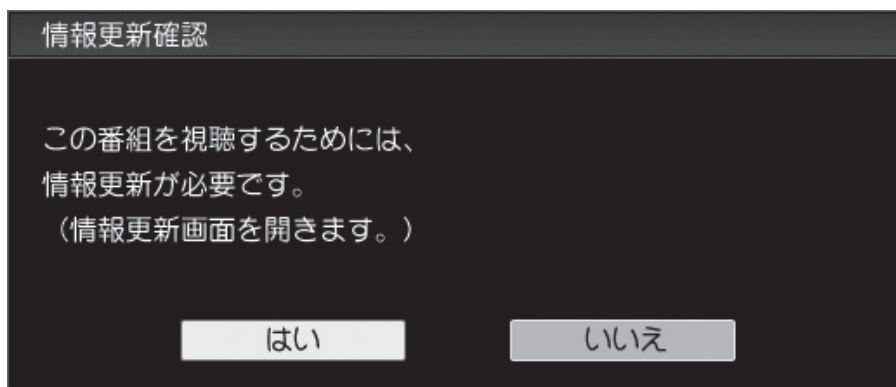 情報更新確認
この番組を視聴するためには、
情報更新が必要です。
（情報更新画面を開きます。）
はい いいえ